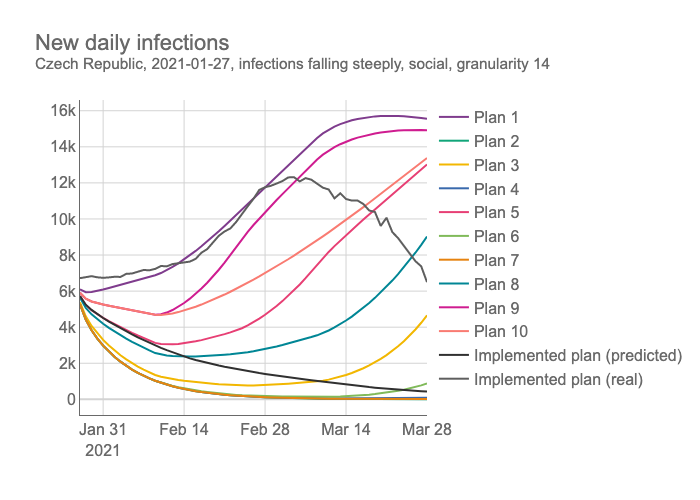 New daily infections
Czech Republic, 2021-01-27, infections falling steeply, social, granularity 14
16k
14k
12k
10k
8k
6k
4k
2k
0
Jan 31
2021
Feb 14
Feb 28
Mar 14
Mar 28
Plan 1
Plan 2
Plan 3
Plan 4
Plan 5
Plan 6
Plan 7
Plan 8
Plan 9
Plan 10
Implemented plan (predicted)
Implemented plan (real)